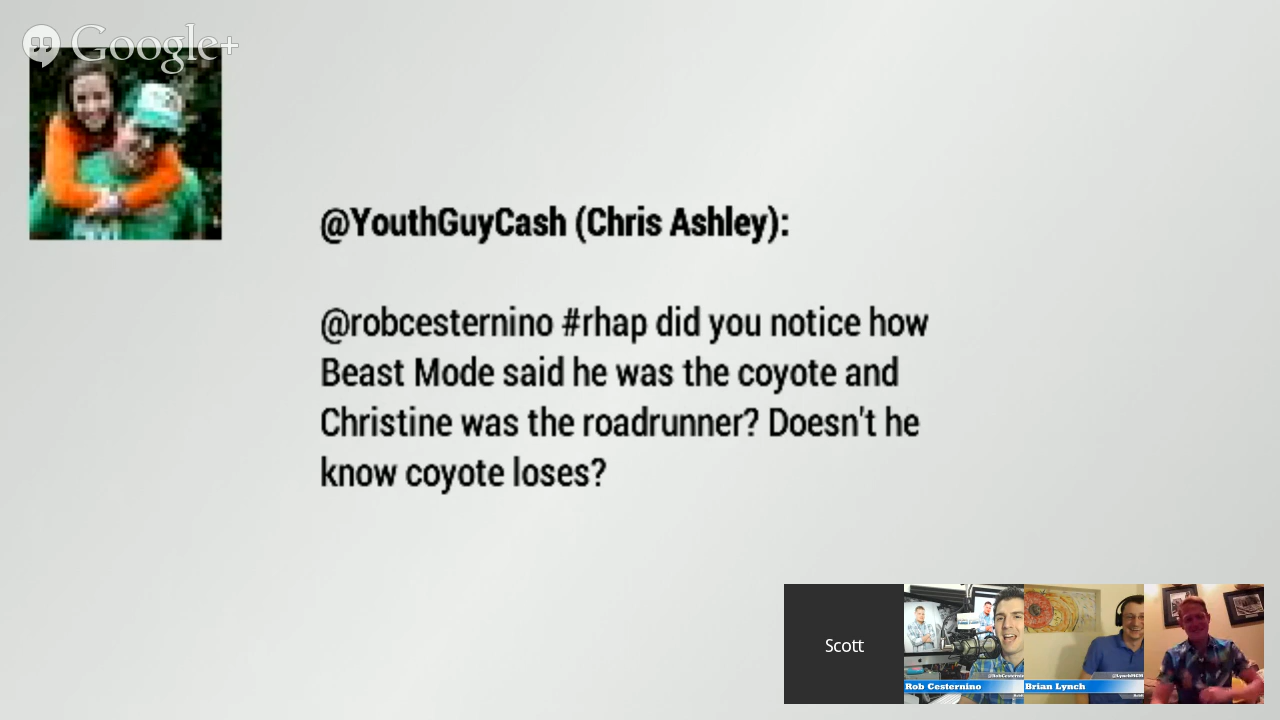 Google+
@YouthGuyCash (Chris Ashley):
@robcesternino #rhap did you notice how
Beast Mode said he was the coyote and
Christine was the roadrunner? Doesn't he
know coyote loses?
Scott
Rob Cesternino
Brian Lynch